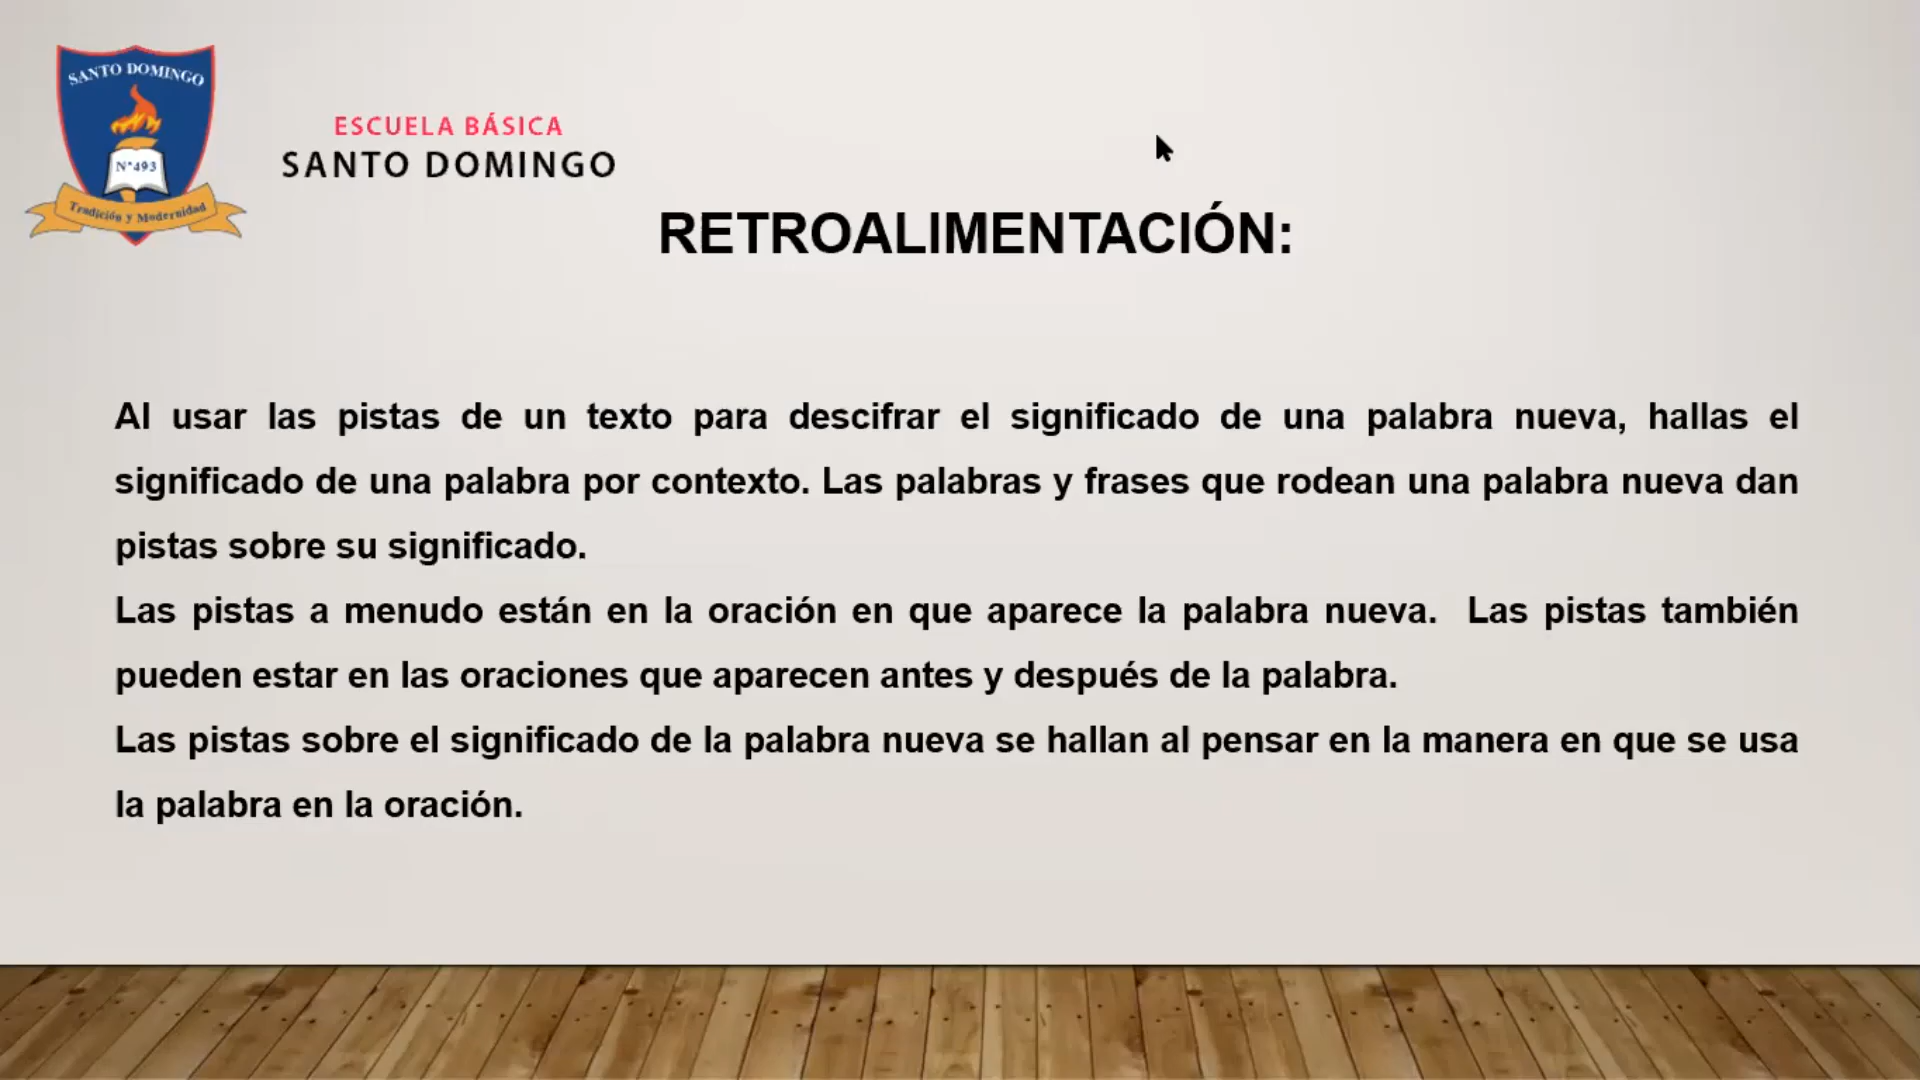 SANTO DOMINGO
N°493
Tradición y Modernidad
ESCUELA BÁSICA
SANTO DOMINGO
RETROALIMENTACIÓN:
Al usar las pistas de un texto para descifrar el significado de una palabra nueva, hallas el
significado de una palabra por contexto. Las palabras y frases que rodean una palabra nueva dan
pistas sobre su significado.
Las pistas a menudo están en la oración en que aparece la palabra nueva. Las pistas también
pueden estar en las oraciones que aparecen antes y después de la palabra.
Las pistas sobre el significado de la palabra nueva se hallan al pensar en la manera en que se usa
la palabra en la oración.